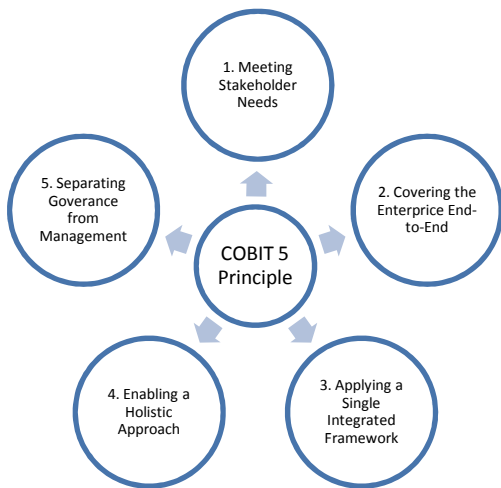 1. Meeting
Stakeholder
Needs
5. Separating
Goverance
from
Management
2. Covering the
Enterprice End-
to-End
COBIT 5
Principle
4. Enabling a
Holistic
Approach
3. Applying a
Single
Integrated
Framework